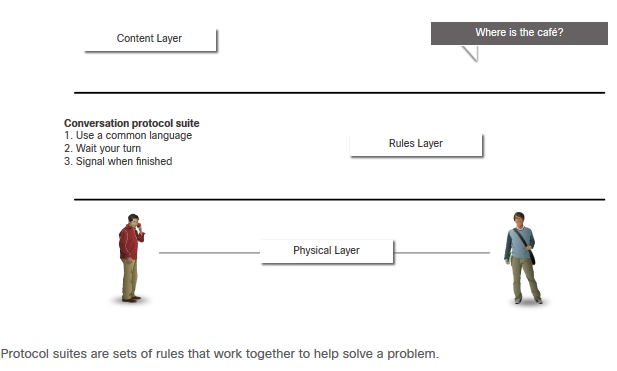 Content Layer
Where is the café?
Conversation protocol suite
1. Use a common language
2. Wait your turn
3. Signal when finished
Rules Layer
Physical Layer
Protocol suites are sets of rules that work together to help solve a problem.